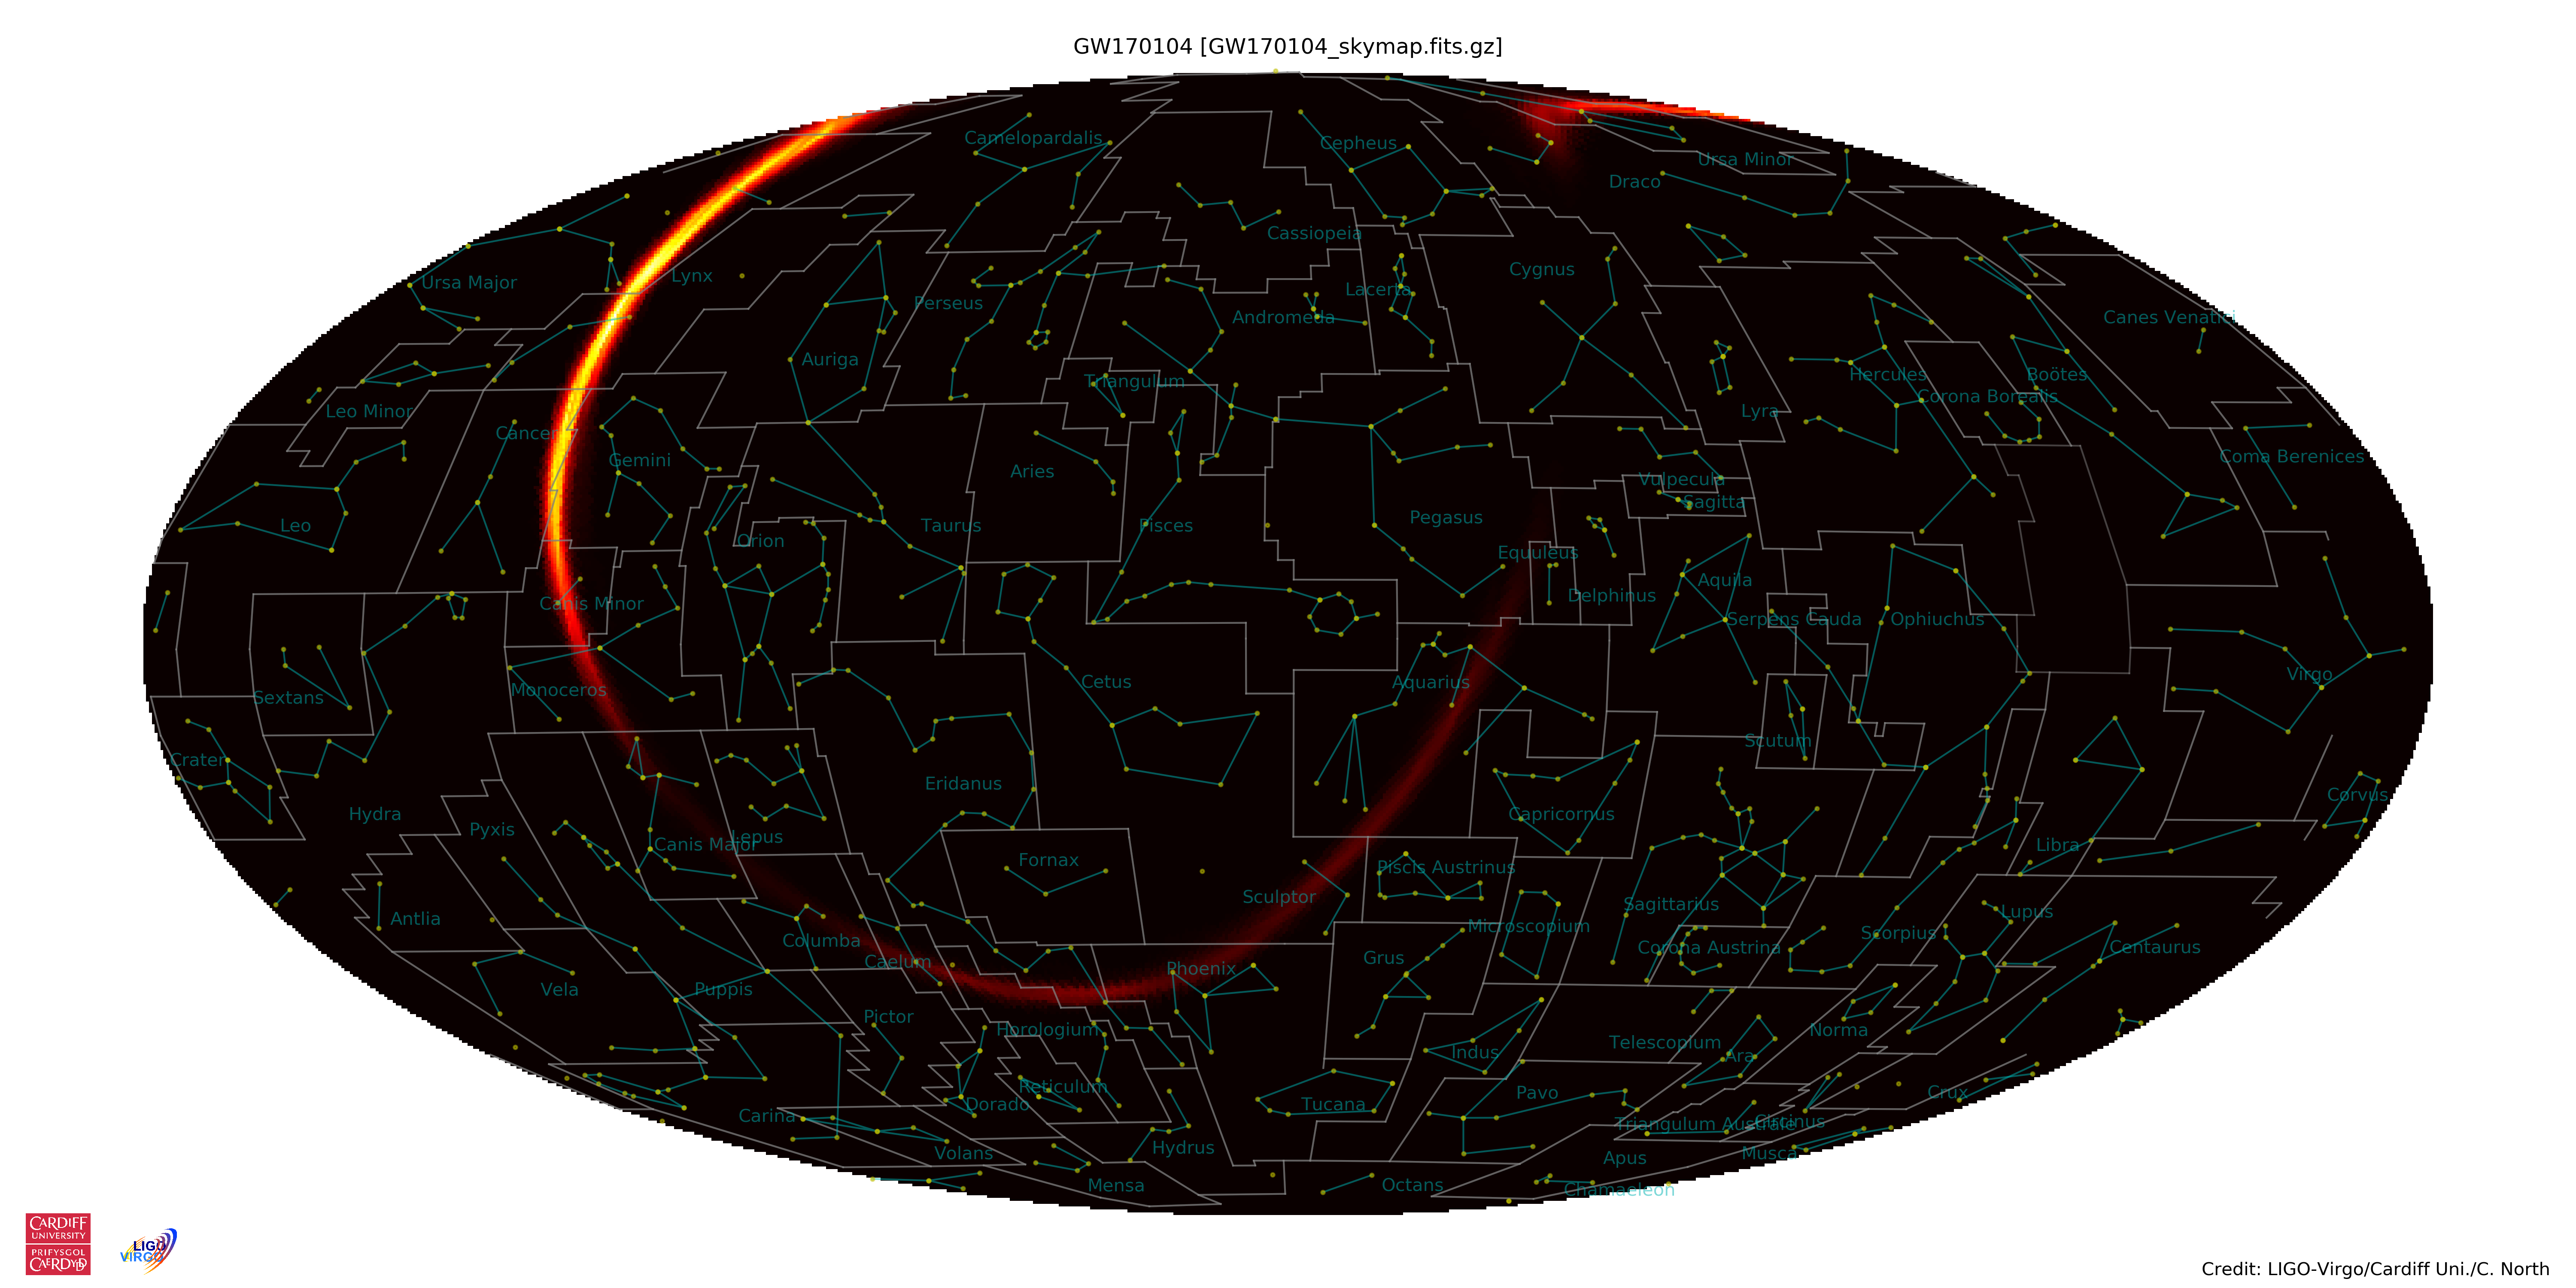 GW170104 [GW170104_skymap.fits.gz]
Camelopardalis
Cepheus
Ursa Minor
Draco
Cassiopeia
Cygnus
Ursa Major
Lynx
Lacerta
Perseus
Andromeda
Canes Venatici
Auriga
Triangulum
Hercules
Boötes
Corona Borealis
Leo Minor
Lyra
Cancer
Gemini
Aries
Coma Berenices
Vulpecula
Sagitta
Leo
Orion
Taurus
Pisces
Pegasus
Equuleus
Aquila
Delphinus
Canis Minor
Serpens Cauda
Ophiuchus
Sextans
Monoceros
Cetus
Aquarius
Virgo
Crater
Scutum
Eridanus
Corvus
Hydra
Pyxis
Capricornus
Canis Major
Lepus
Libra
Fornax
Piscis Austrinus
Sculptor
Sagittarius
Antlia
Microscopium
Lupus
Columba
Scorpius
Corona Austrina
Centaurus
Caelum
Phoenix
Grus
Vela
Puppis
Pictor
Horologium
Norma
Telescopium
Indus
Ara
Reticulum
Pavo
Crux
Dorado
Tucana
Carina
Triangulum Australe
Circinus
Hydrus
Volans
Apus
Musca
Mensa
Octans
Chamaeleon
CARDIFF
UNIVERSITY
PRIFYSGOL
CAERDYD
LIGO
VIRGO
Credit: LIGO-Virgo/Cardiff Uni./C. North